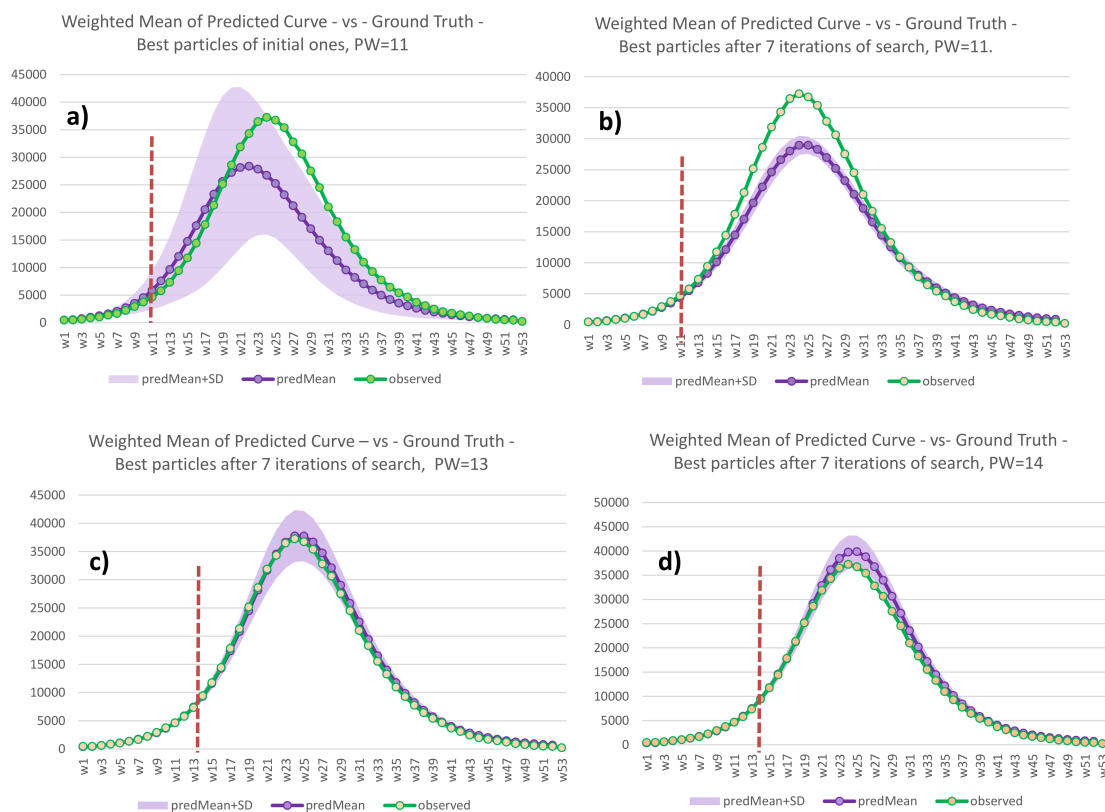 Weighted Mean of Predicted Curve - vs - Ground Truth -
Best particles of initial ones, PW=11
45000
40000
35000
30000
25000
20000
15000
10000
5000
0
a)
w1 w3 w5 w7 w9 w11 w13 w15 w17 w19 w21 w23 w25 w27 w29 w31 w33 w35 w37 w39 w41 w43 w45 w47 w49 w51 w53
predMean+SD predMean observed
Weighted Mean of Predicted Curve - vs - Ground Truth -
Best particles after 7 iterations of search, PW=11.
40000
35000
30000
25000
20000
15000
10000
5000
0
b)
w1 w3 w5 w7 w9 w11 w13 w15 w17 w19 w21 w23 w25 w27 w29 w31 w33 w35 w37 w39 w41 w43 w45 w47 w49 w51 w53
predMean+SD predMean observed
Weighted Mean of Predicted Curve – vs - Ground Truth -
Best particles after 7 iterations of search, PW=13
45000
40000
35000
30000
25000
20000
15000
10000
5000
0
c)
w1 w3 w5 w7 w9 w11 w13 w15 w17 w19 w21 w23 w25 w27 w29 w31 w33 w35 w37 w39 w41 w43 w45 w47 w49 w51 w53
predMean+SD predMean observed
Weighted Mean of Predicted Curve - vs- Ground Truth -
Best particles after 7 iterations of search, PW=14
50000
45000
40000
35000
30000
25000
20000
15000
10000
5000
0
d)
w1 w3 w5 w7 w9 w11 w13 w15 w17 w19 w21 w23 w25 w27 w29 w31 w33 w35 w37 w39 w41 w43 w45 w47 w49 w51 w53
predMean+SD predMean observed